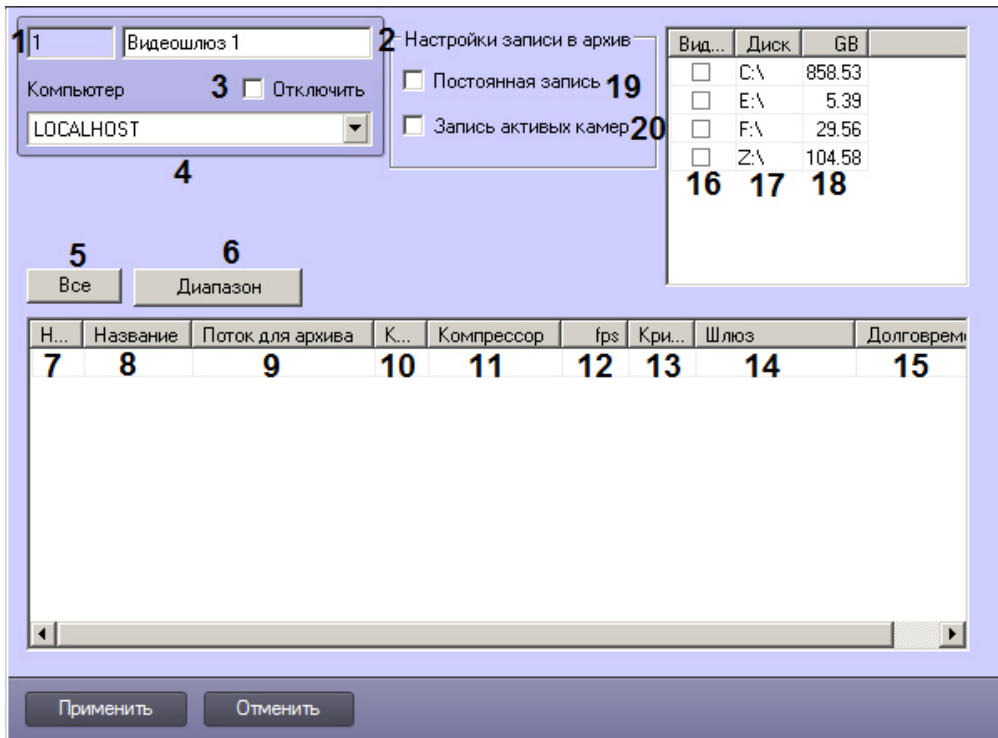 1 1 Видеошлюз 1 2
Компьютер 3 Отключить
LOCALHOST
4
Настройки записи в архив
Постоянная запись 19
Запись активых камер 20
Вид... Диск GB
C:\ 858.53
E:\ 5.39
F:\ 29.56
Z:\ 104.58
16 17 18
5 6
Все Диапазон
Н... Название Поток для архива К... Компрессор fps Кри... Шлюз Долговреме
7 8 9 10 11 12 13 14 15
Применить Отменить